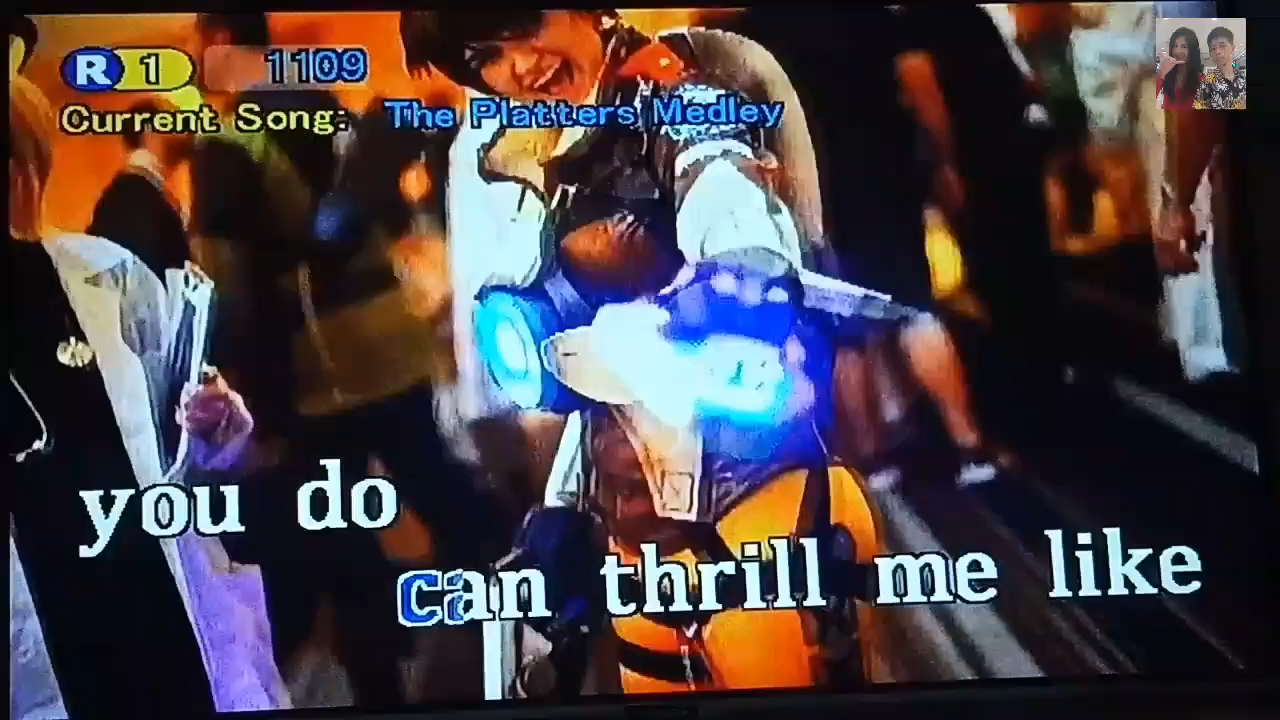 R 1 1109
Current Song: The Platters Medley
you do
can thrill me like